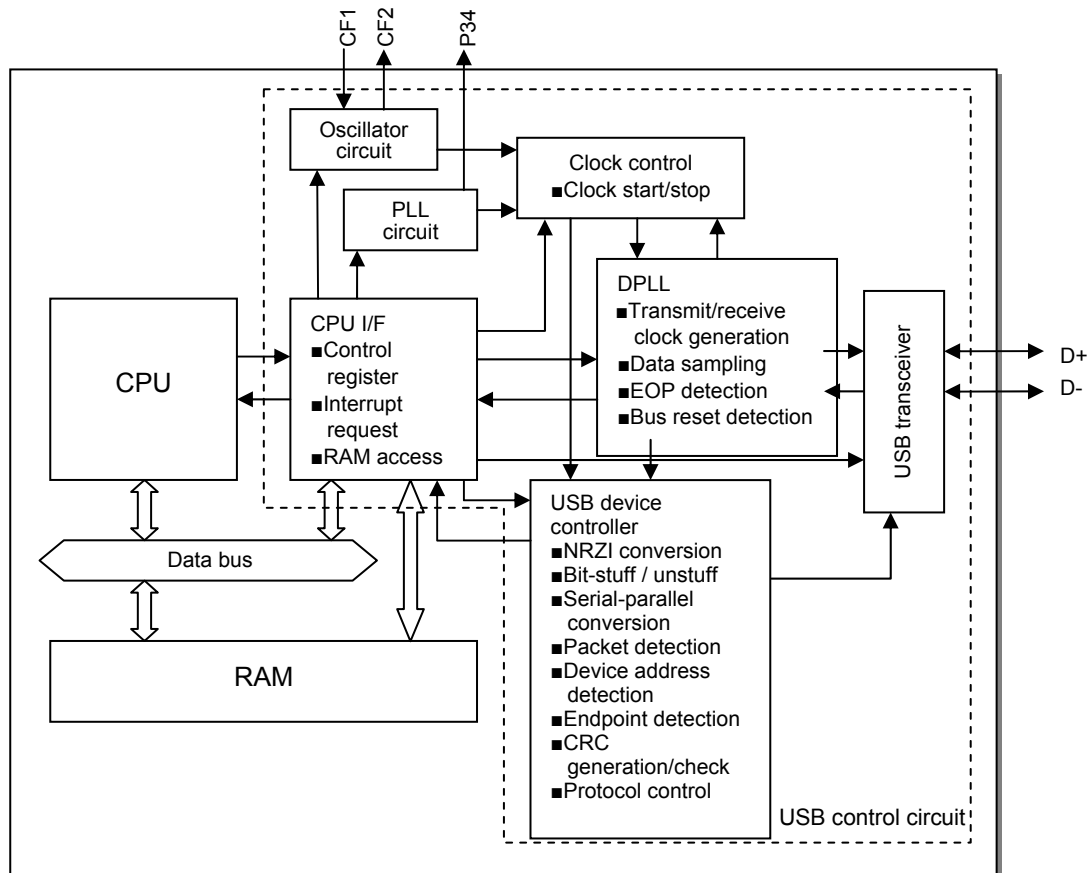 CF1
CF2
P34
Oscillator
circuit
Clock control
■Clock start/stop
PLL
circuit
DPLL
■Transmit/receive
clock generation
■Data sampling
■EOP detection
■Bus reset detection
CPU
CPU I/F
■Control
register
■Interrupt
request
■RAM access
USB transceiver
D+
D-
Data bus
RAM
USB device
controller
■NRZI conversion
■Bit-stuff / unstuff
■Serial-parallel
conversion
■Packet detection
■Device address
detection
■Endpoint detection
■CRC
generation/check
■Protocol control
USB control circuit